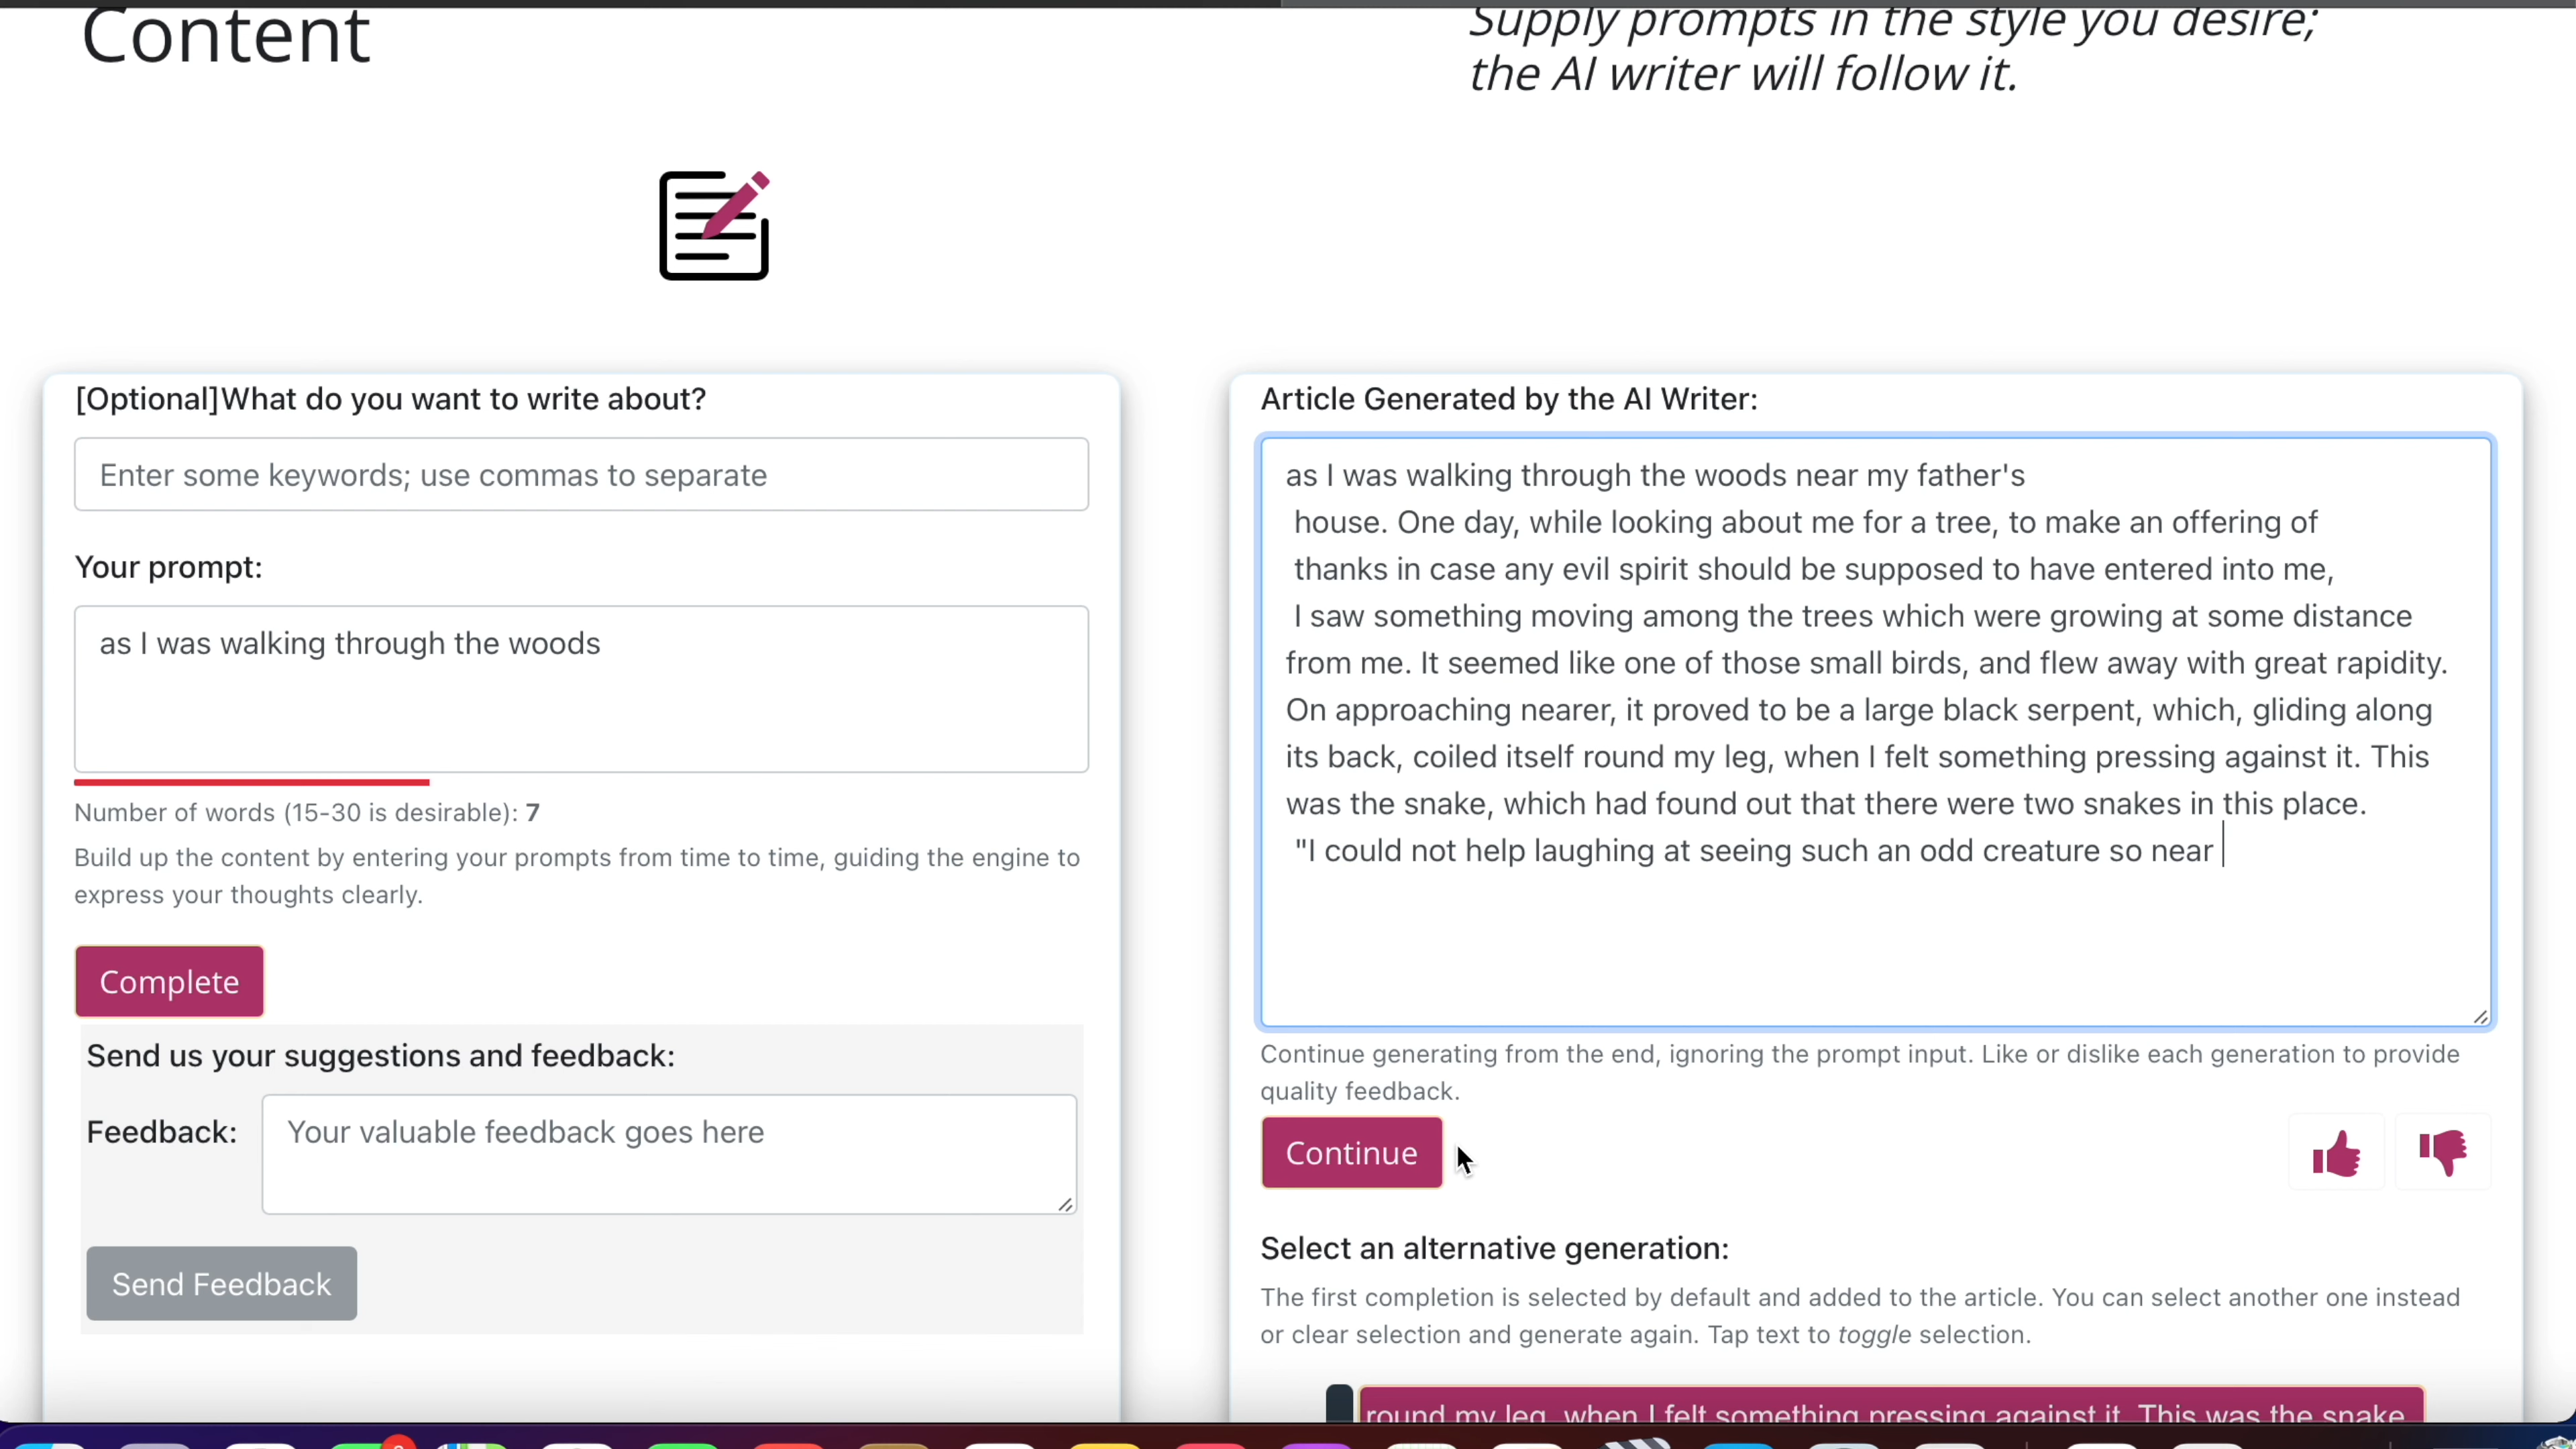 Content
Supply prompts in the style you desire;
the AI writer will follow it.
[Optional]What do you want to write about?
Enter some keywords; use commas to separate
Your prompt:
as I was walking through the woods
Number of words (15-30 is desirable): 7
Build up the content by entering your prompts from time to time, guiding the engine to
express your thoughts clearly.
Complete
Send us your suggestions and feedback:
Feedback:
Your valuable feedback goes here
Send Feedback
Article Generated by the AI Writer:
as I was walking through the woods near my father's
house. One day, while looking about me for a tree, to make an offering of
thanks in case any evil spirit should be supposed to have entered into me,
I saw something moving among the trees which were growing at some distance
from me. It seemed like one of those small birds, and flew away with great rapidity.
On approaching nearer, it proved to be a large black serpent, which, gliding along
its back, coiled itself round my leg, when I felt something pressing against it. This
was the snake, which had found out that there were two snakes in this place.
"I could not help laughing at seeing such an odd creature so near
Continue generating from the end, ignoring the prompt input. Like or dislike each generation to provide
quality feedback.
Continue
Select an alternative generation:
The first completion is selected by default and added to the article. You can select another one instead
or clear selection and generate again. Tap text to toggle selection.
round my leg, when I felt something pressing against it. This was the snake